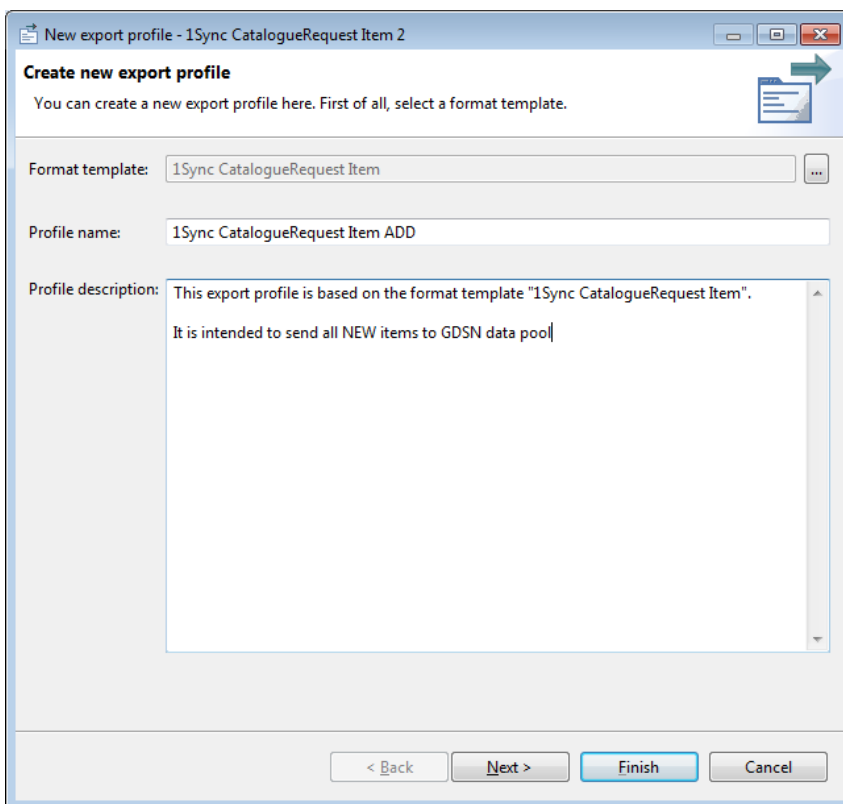 New export profile - 1Sync CatalogueRequest Item 2
Create new export profile
You can create a new export profile here. First of all, select a format template.
Format template: 1Sync CatalogueRequest Item ...
Profile name: 1Sync CatalogueRequest Item ADD
Profile description: This export profile is based on the format template "1Sync CatalogueRequest Item".
It is intended to send all NEW items to GDSN data pool
< Back Next > Finish Cancel